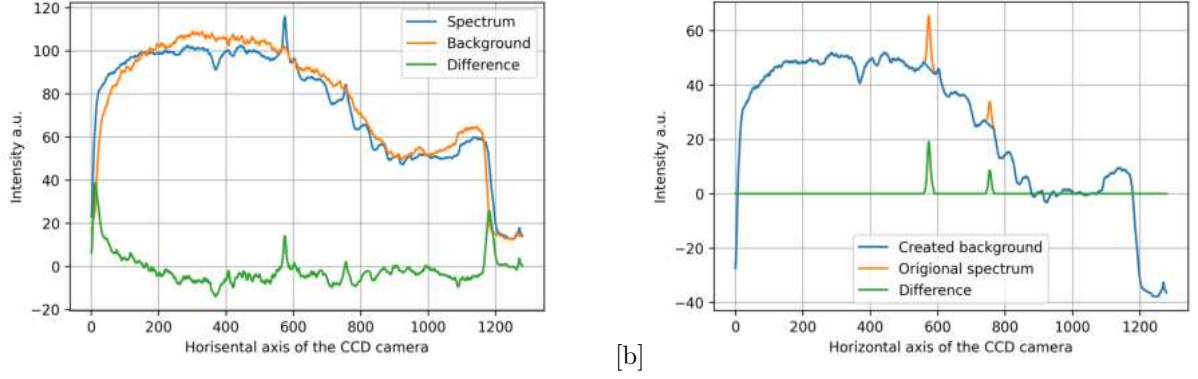 120
100
80
60
40
20
0
−20
Intensity a.u.
Spectrum
Background
Difference
0 200 400 600 800 1000 1200
Horisental axis of the CCD camera
[b]
60
40
20
0
−20
−40
Intensity a.u.
Created background
Origional spectrum
Difference
0 200 400 600 800 1000 1200
Horizontal axis of the CCD camera